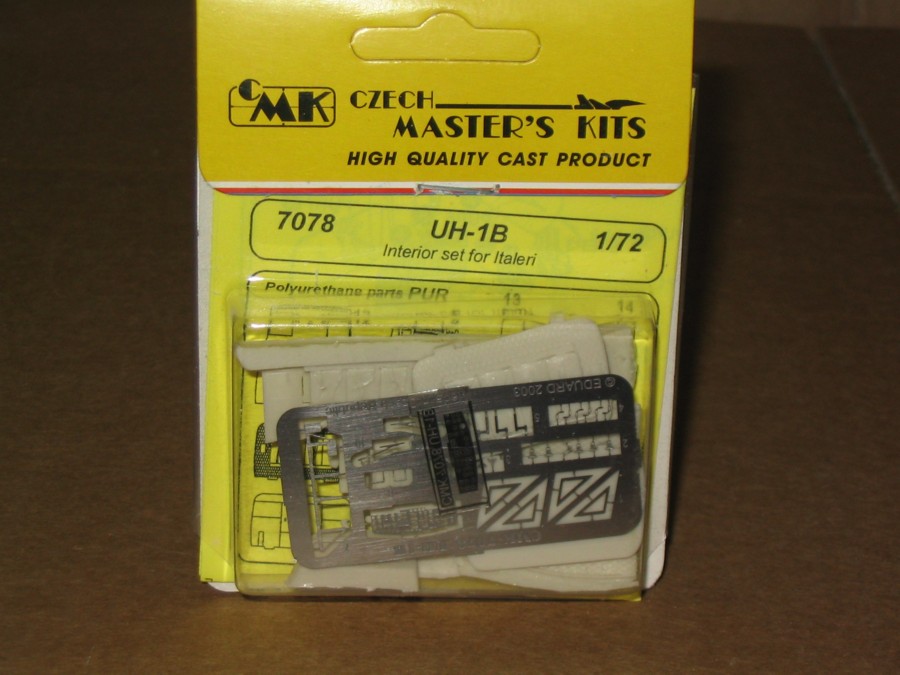 CMK
CZECH
MASTER'S KITS
HIGH QUALITY CAST PRODUCT
7078 UH-1B 1/72
Interior set for Italeri
Polyurethane parts PUR 13 14
© EDUARD 2003